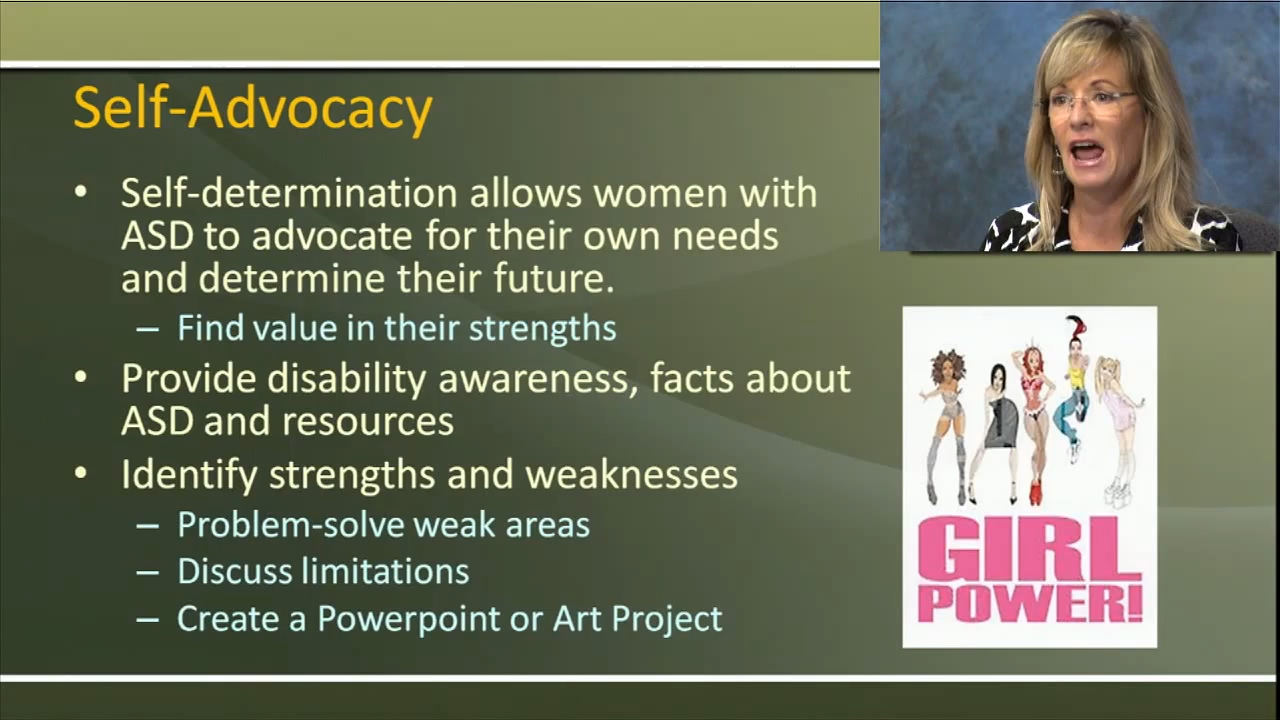 Self-Advocacy
• Self-determination allows women with
ASD to advocate for their own needs
and determine their future.
– Find value in their strengths
• Provide disability awareness, facts about
ASD and resources
• Identify strengths and weaknesses
– Problem-solve weak areas
– Discuss limitations
– Create a Powerpoint or Art Project
GIRL
POWER!